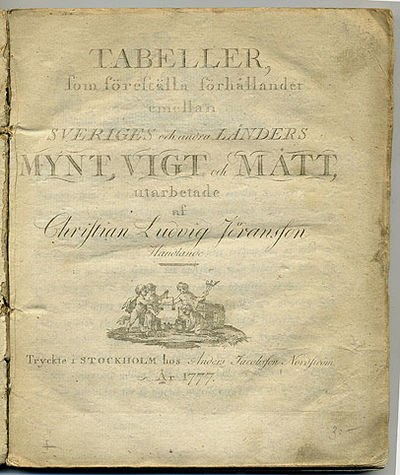 TABELLER,
som föreställa förhållandet
emellan
SVERIGES och andra LÄNDERS
MYNT, VIGT och MÅTT,
utarbetade
af
Christian Ludvig Jöransson
Handlande
Tryckte i STOCKHOLM hos Anders Jacobsson Nordström
År 1777.